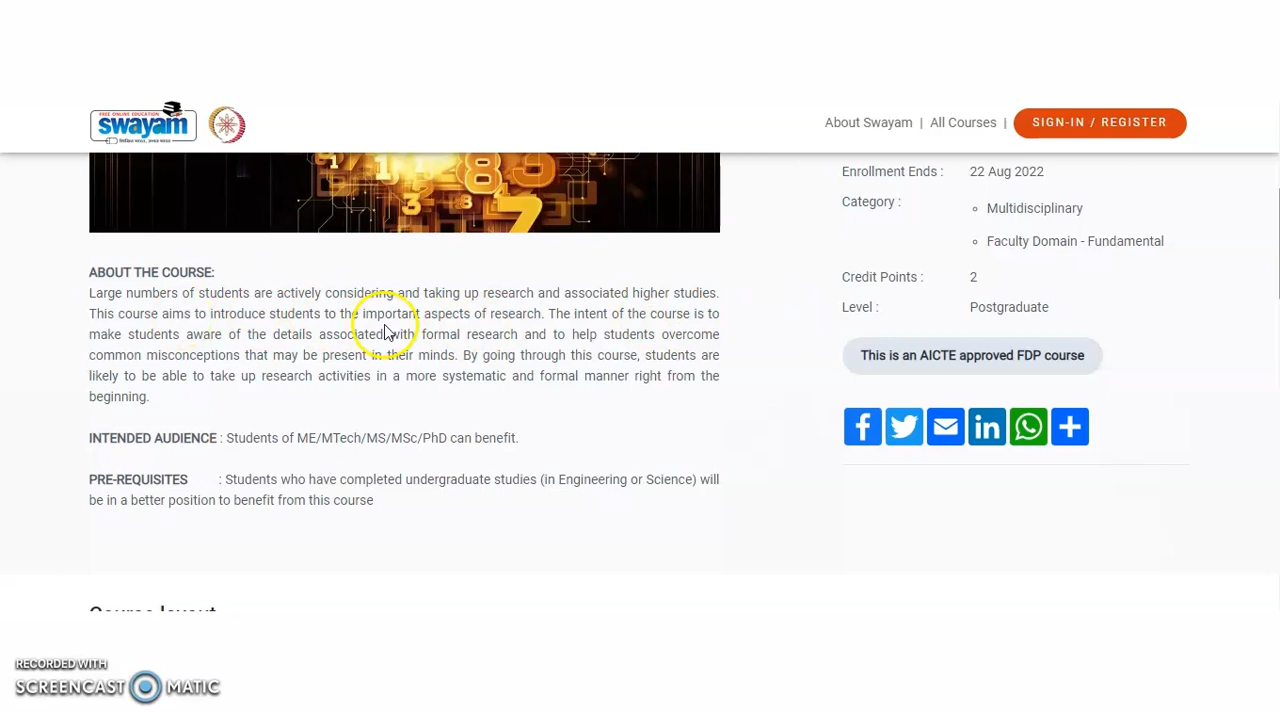 FREE ONLINE EDUCATION
swayam
About Swayam | All Courses | SIGN-IN / REGISTER
Enrollment Ends : 22 Aug 2022
Category :
Multidisciplinary
Faculty Domain - Fundamental
Credit Points : 2
Level : Postgraduate
This is an AICTE approved FDP course
ABOUT THE COURSE:
Large numbers of students are actively considering and taking up research and associated higher studies.
This course aims to introduce students to the important aspects of research. The intent of the course is to
make students aware of the details associated with formal research and to help students overcome
common misconceptions that may be present in their minds. By going through this course, students are
likely to be able to take up research activities in a more systematic and formal manner right from the
beginning.
INTENDED AUDIENCE : Students of ME/MTech/MS/MSc/PhD can benefit.
PRE-REQUISITES : Students who have completed undergraduate studies (in Engineering or Science) will
be in a better position to benefit from this course
Course layout
RECORDED WITH
SCREENCAST MATIC